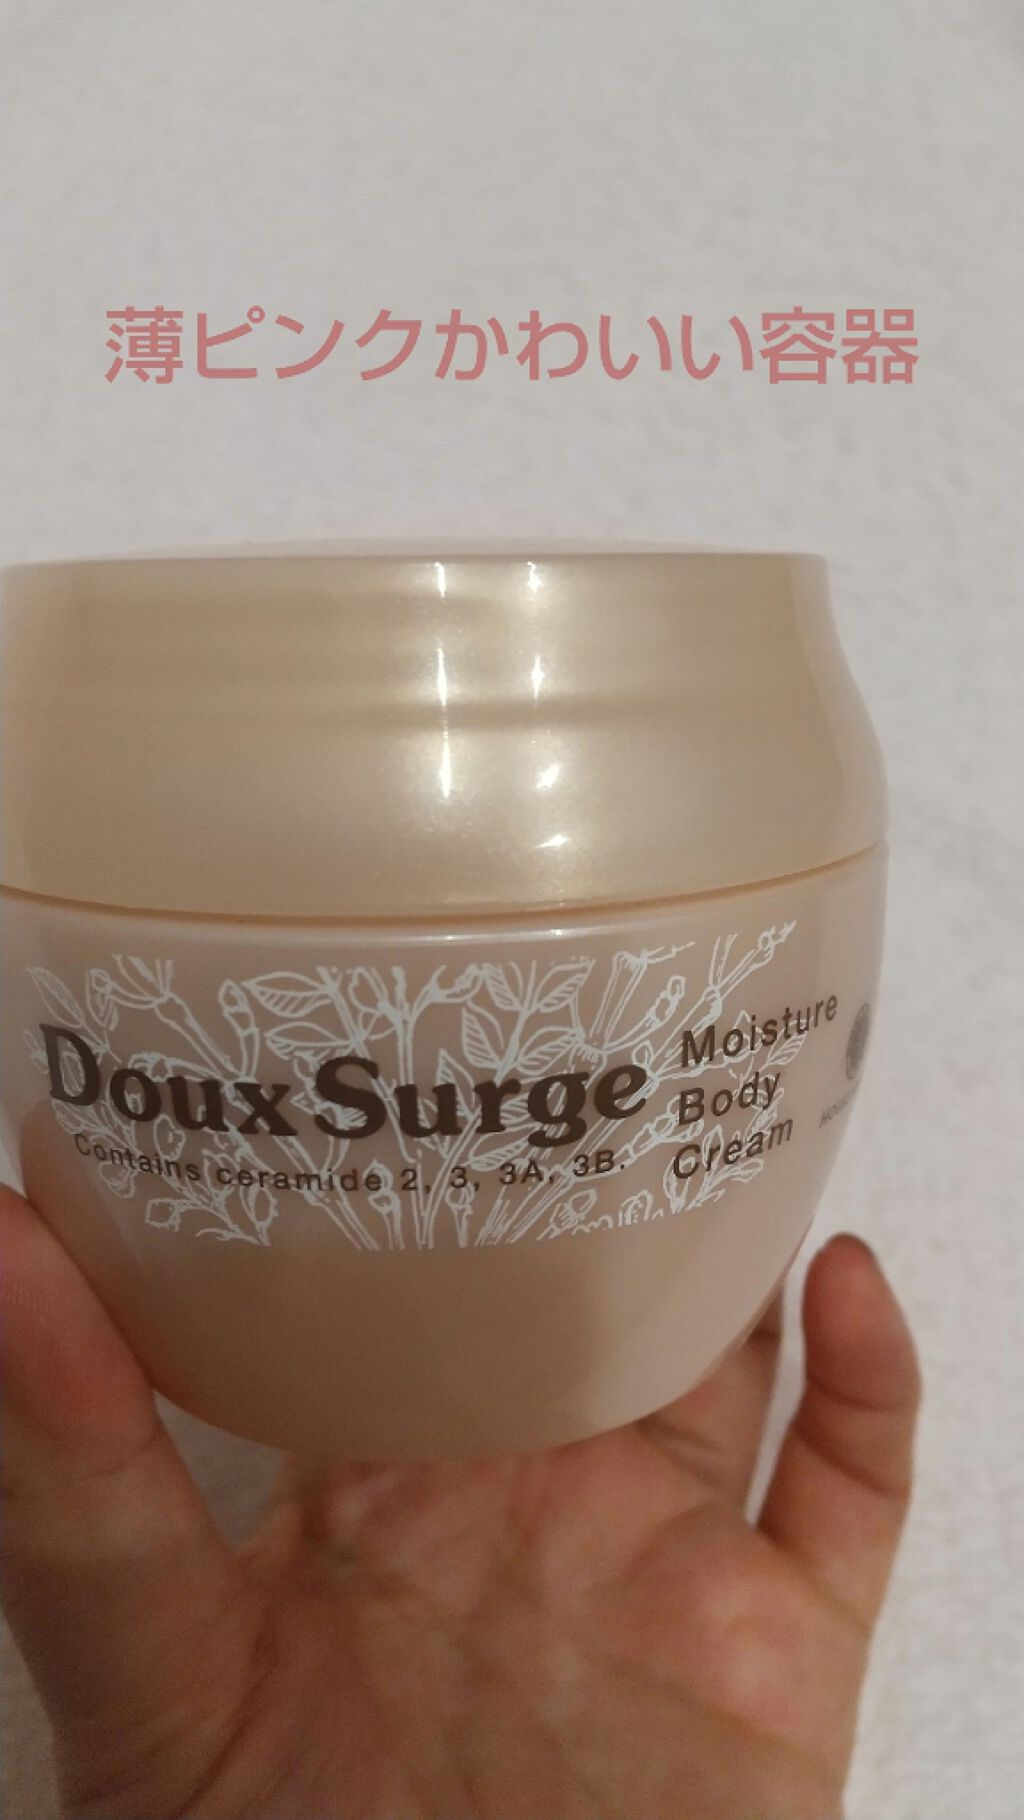 薄ピンクかわいい容器
Doux Surge
Contains ceramide 2, 3, 3A, 3B.
Moisture
Body
Cream